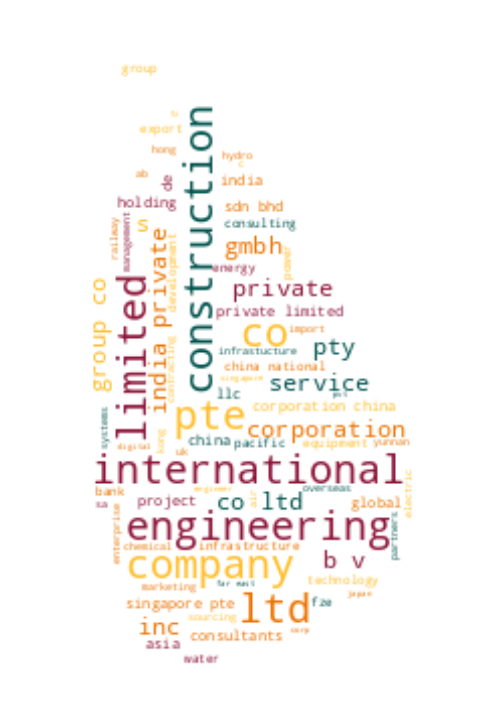 group
c
export
construction
hong
hydro
c
ab
de
india
holding
sdn bhd
s
consulting
railway
management
gmbh
development
india private
energy
power
limited
private
group co
private limited
co
import
pty
infrastucture
china national
contracting
singapore
service
llc
pte
corporation china
corporation
systems
digital
kong
china
pacific
equipment
yunnan
uk
international
bank
engineer
overseas
electric
sa
project
co ltd
air
global
enterprise
engineering
partners
chemical
infrastructure
b v
company
far east
technology
marketing
japan
singapore pte
ltd
fze
sourcing
inc
corp
consultants
asia
water